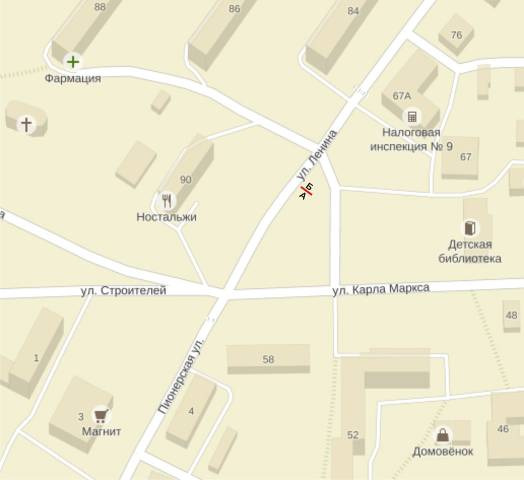 88
86
84
76
Фармация
67А
Налоговая
инспекция № 9
67
ул. Ленина
Б
А
90
Ностальжи
Детская
библиотека
а
ул. Строителей
ул. Карла Маркса
48
Пионерская ул.
1
58
3
Магнит
4
52
46
Домовёнок